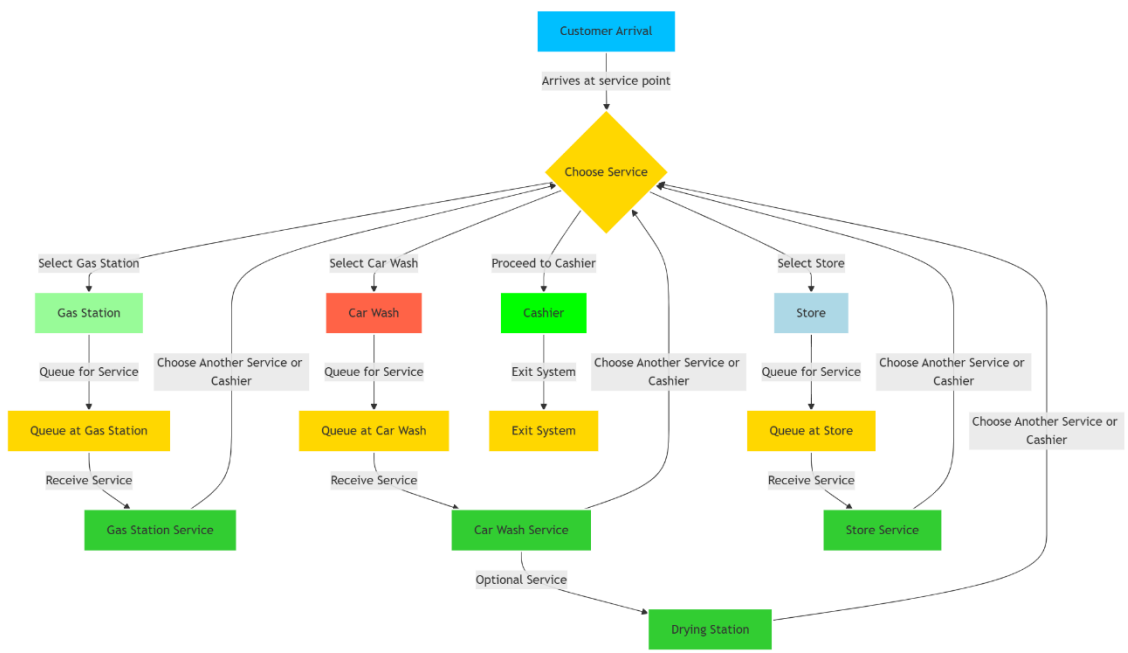 Customer Arrival
Arrives at service point
Choose Service
Select Gas Station
Select Car Wash
Proceed to Cashier
Select Store
Gas Station
Car Wash
Cashier
Store
Queue for Service
Choose Another Service or
Cashier
Queue for Service
Exit System
Choose Another Service or
Cashier
Queue for Service
Choose Another Service or
Cashier
Choose Another Service or
Cashier
Queue at Gas Station
Queue at Car Wash
Exit System
Queue at Store
Receive Service
Receive Service
Receive Service
Gas Station Service
Car Wash Service
Store Service
Optional Service
Drying Station